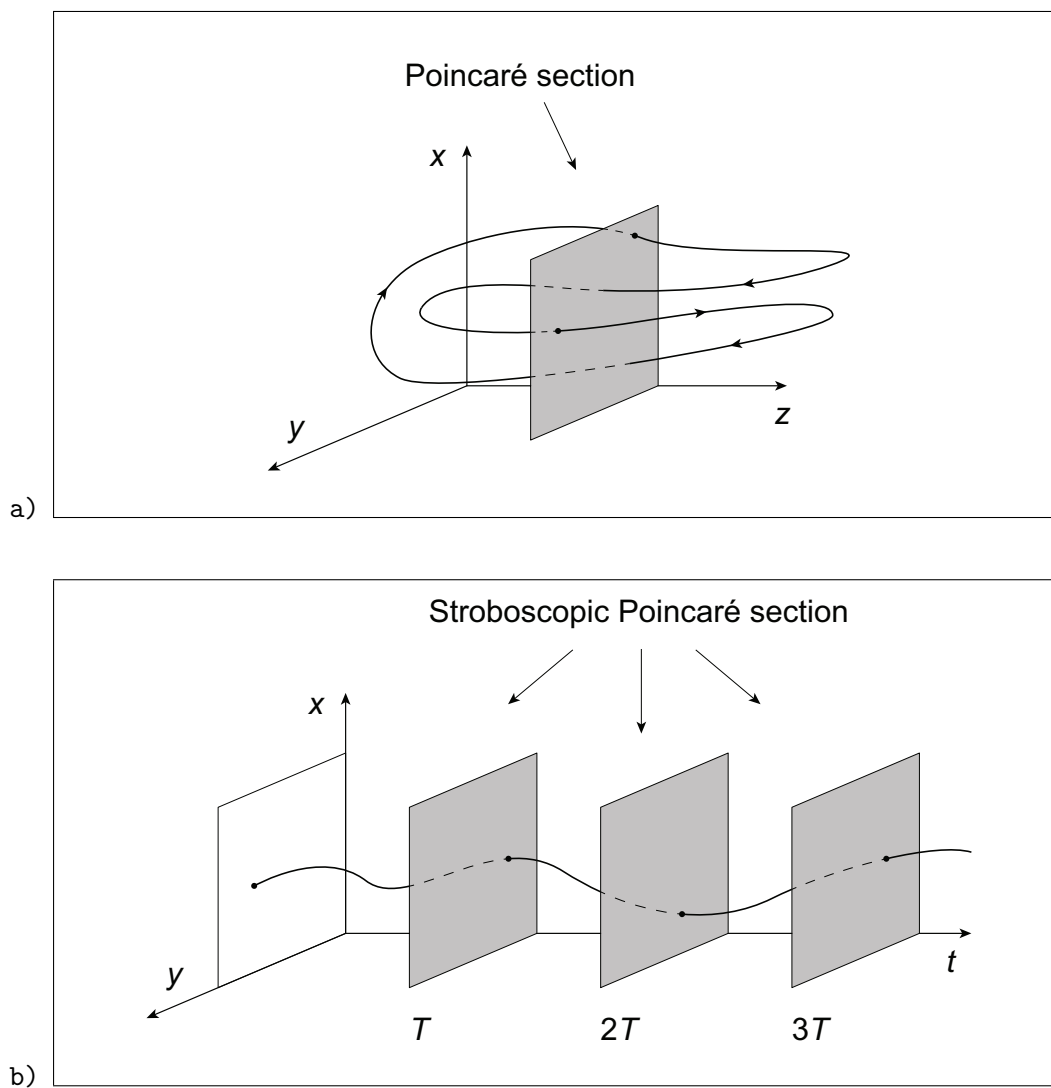 Poincaré section
x
y
z
a)
Stroboscopic Poincaré section
x
y
t
T
2T
3T
b)